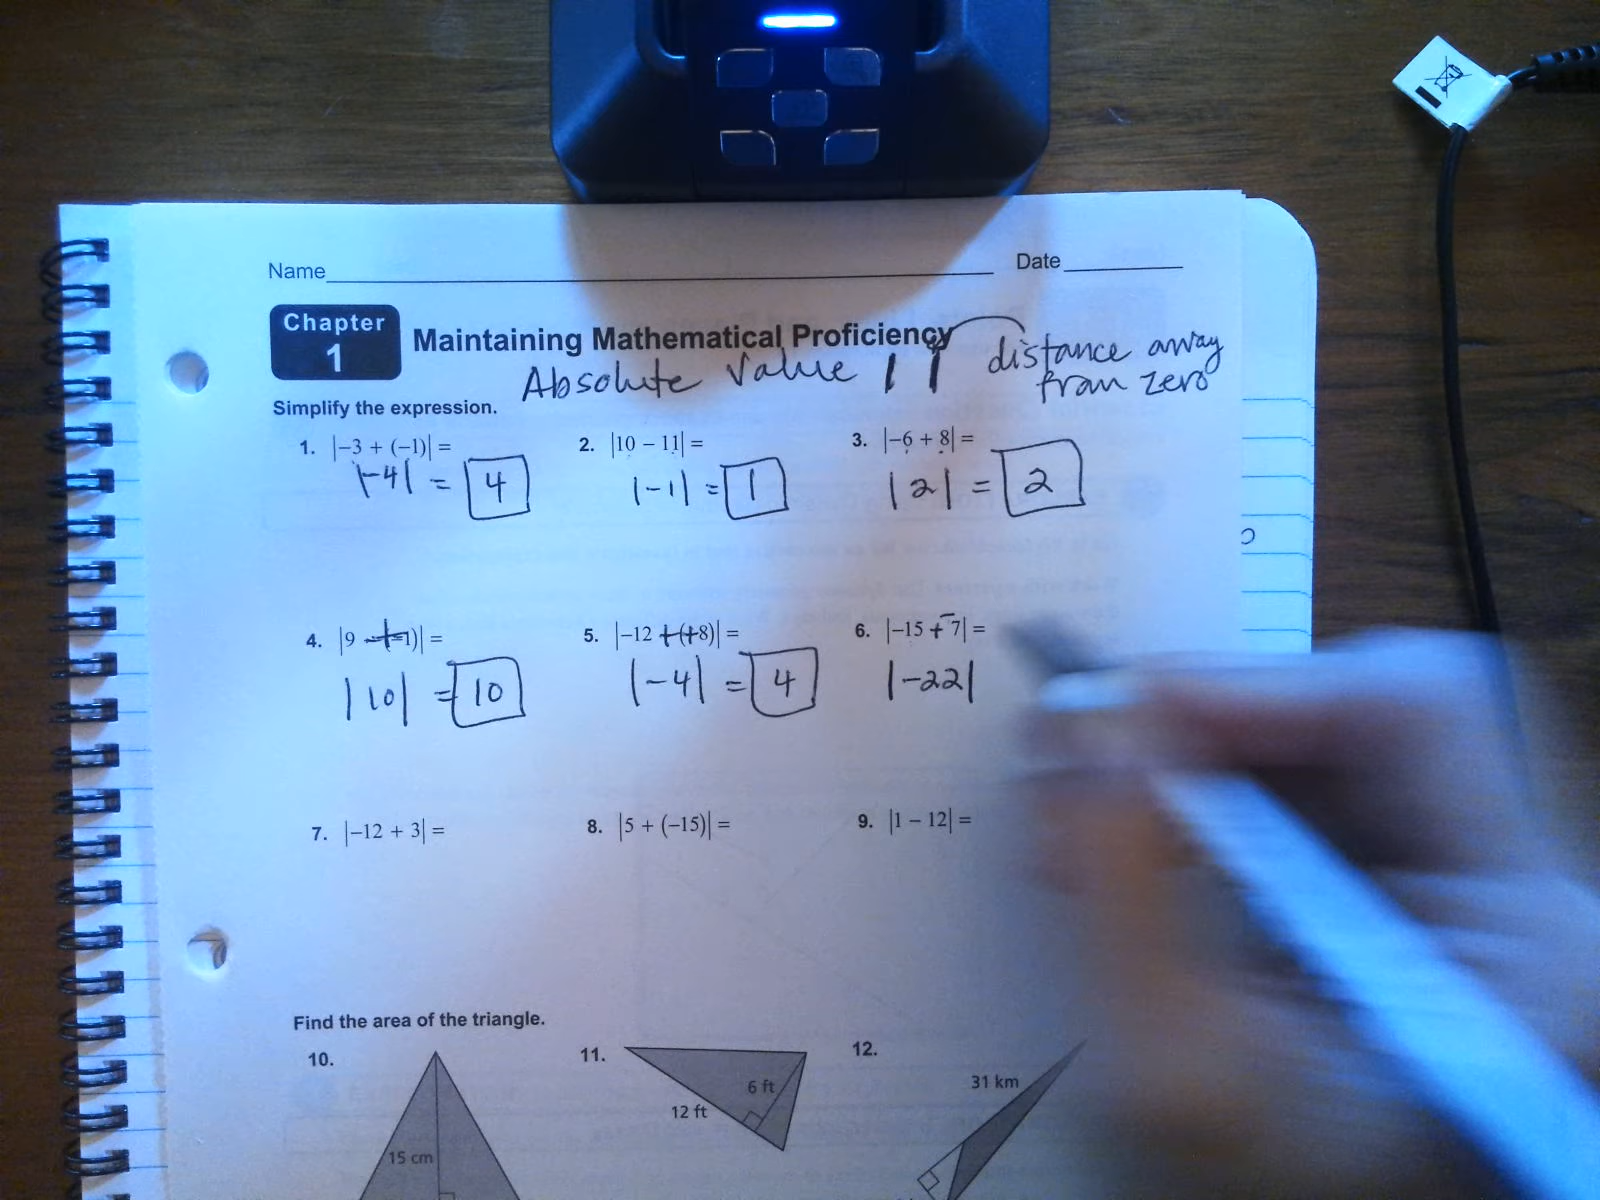 Name Date
Chapter 1 Maintaining Mathematical Proficiency
Absolute Value | | distance away from zero
Simplify the expression.
1. |−3 + (−1)| = 2. |10 − 11| = 3. |−6 + 8| =
|-4| = 4 |-1| = 1 |2| = 2
4. |9 + 1)| = 5. |−12 + (+8)| = 6. |−15 + ⁻7| =
|10| = 10 |-4| = 4 |-22|
7. |−12 + 3| = 8. |5 + (−15)| = 9. |1 − 12| =
Find the area of the triangle.
10. 11. 12.
15 cm 6 ft 12 ft 31 km